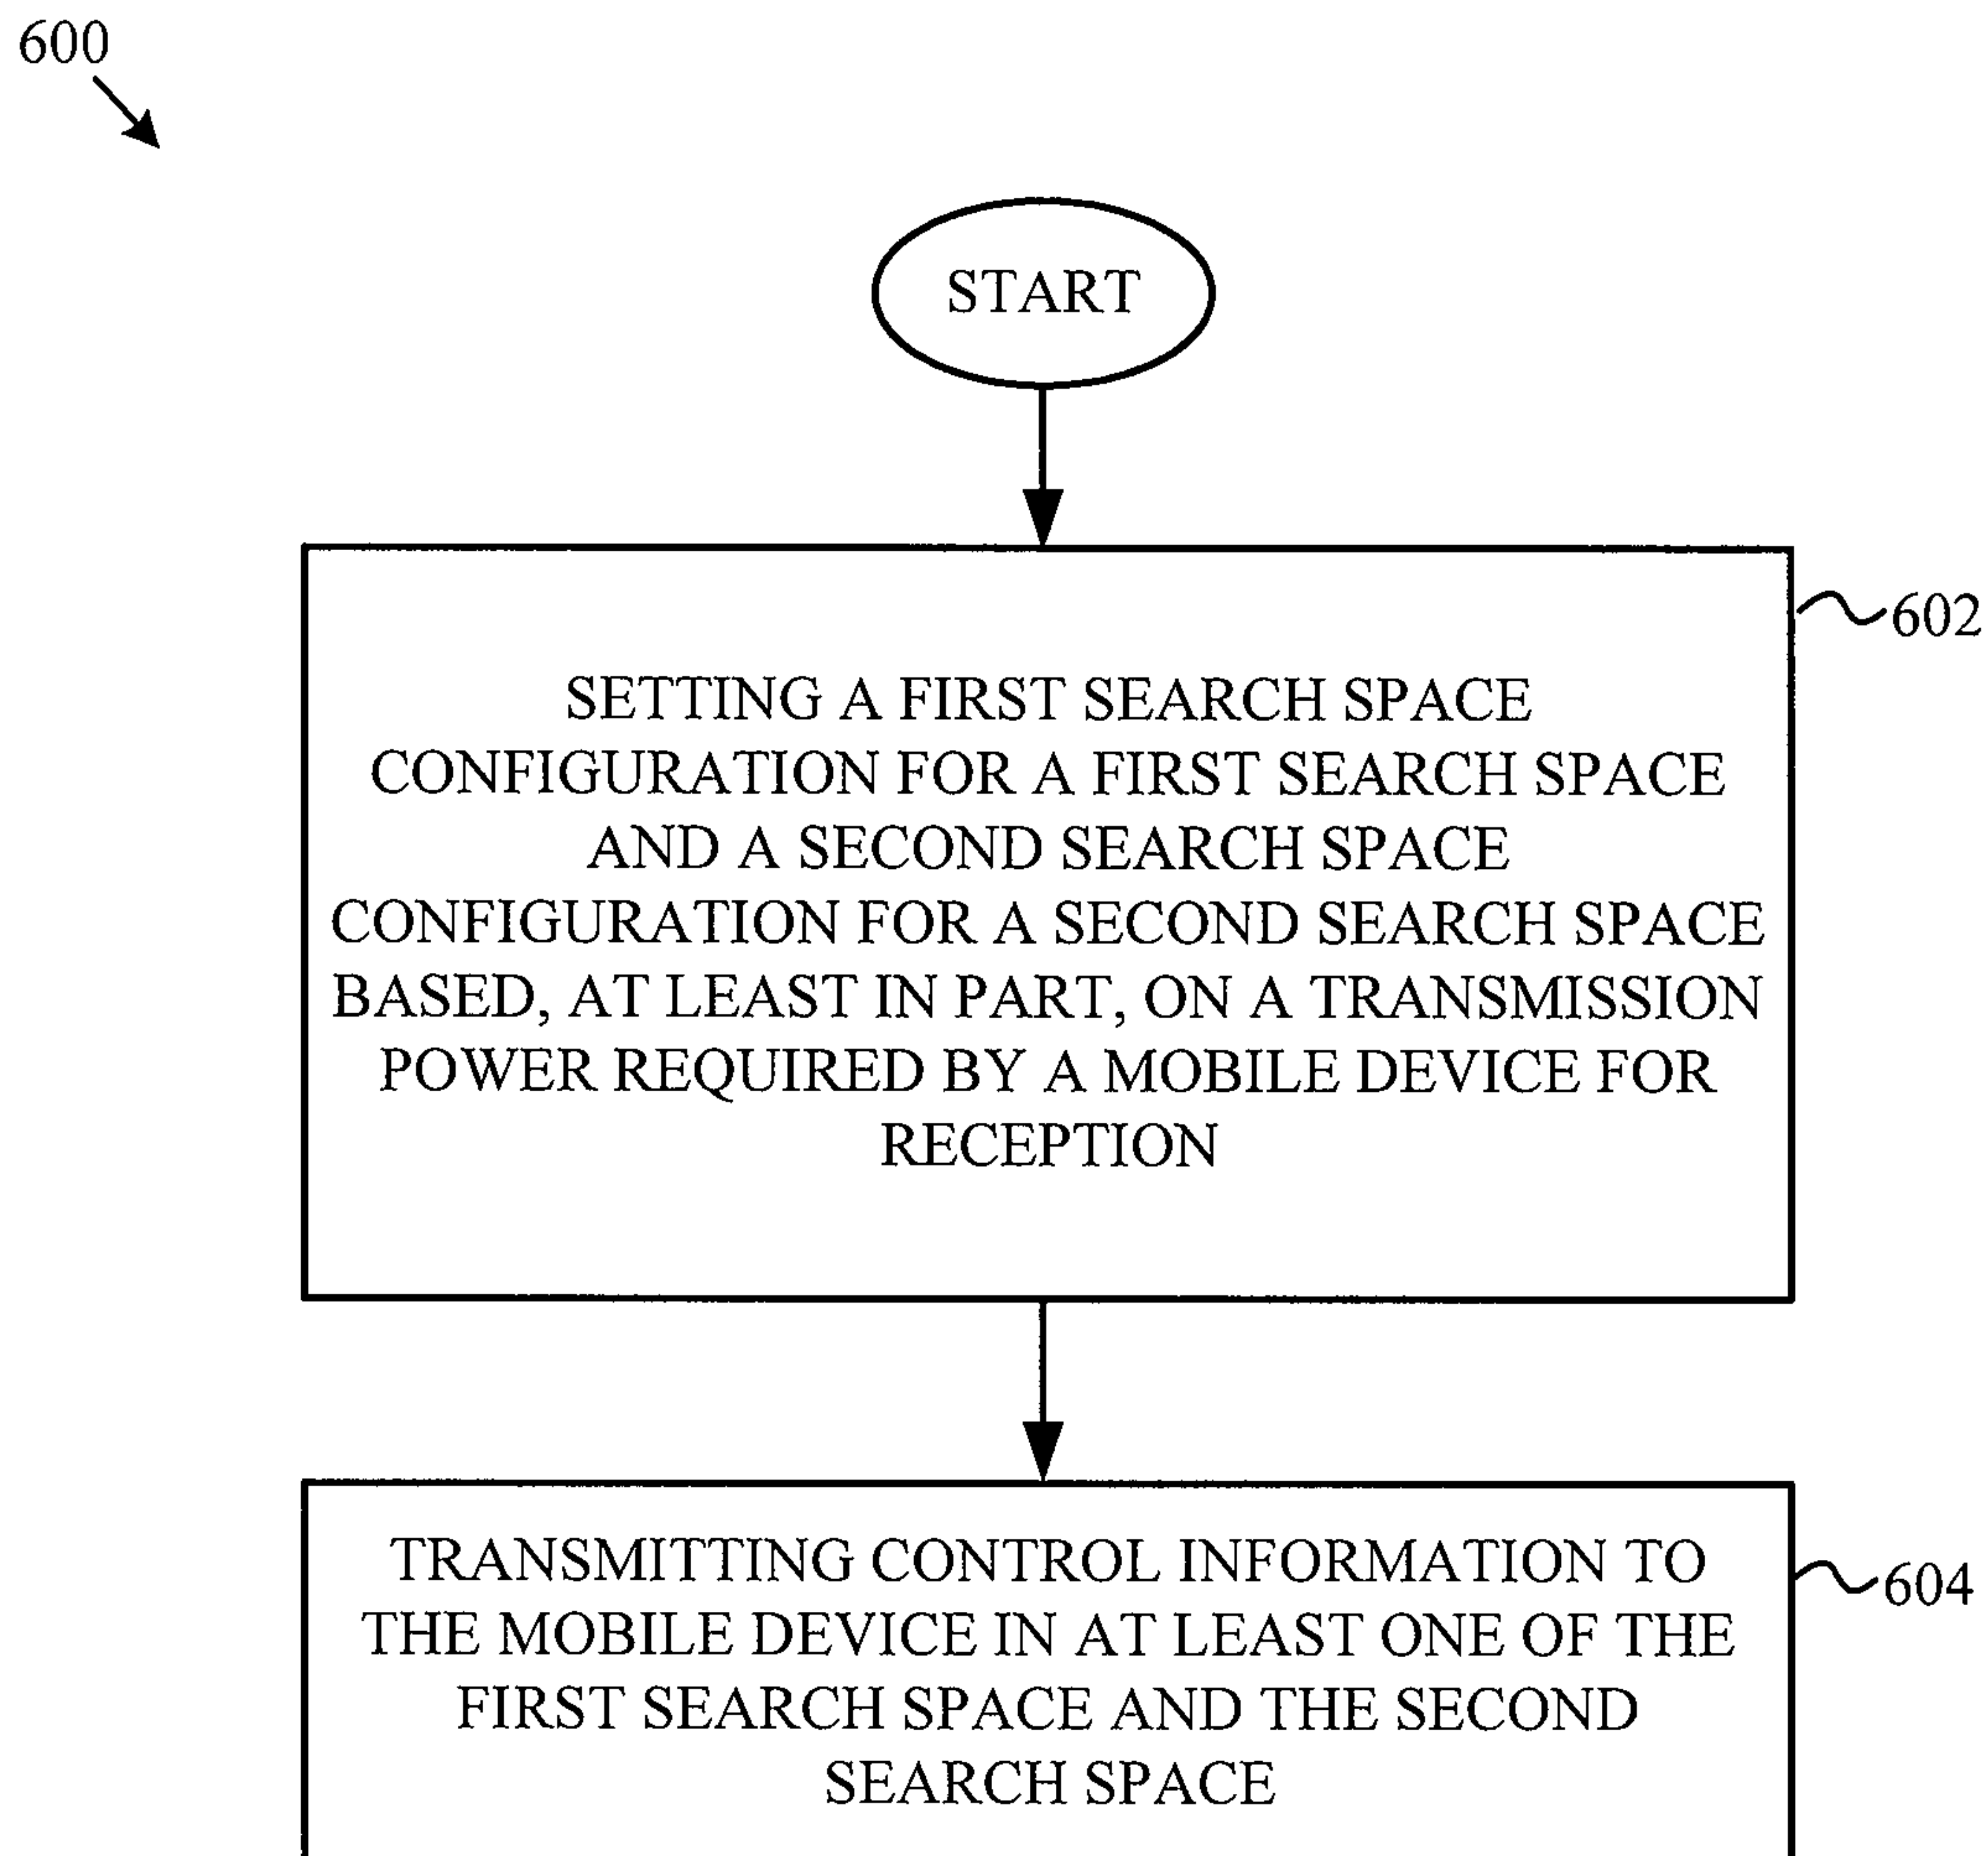 600
START
602
SETTING A FIRST SEARCH SPACE
CONFIGURATION FOR A FIRST SEARCH SPACE
AND A SECOND SEARCH SPACE
CONFIGURATION FOR A SECOND SEARCH SPACE
BASED, AT LEAST IN PART, ON A TRANSMISSION
POWER REQUIRED BY A MOBILE DEVICE FOR
RECEPTION
TRANSMITTING CONTROL INFORMATION TO
604
THE MOBILE DEVICE IN AT LEAST ONE OF THE
FIRST SEARCH SPACE AND THE SECOND
SEARCH SPACE